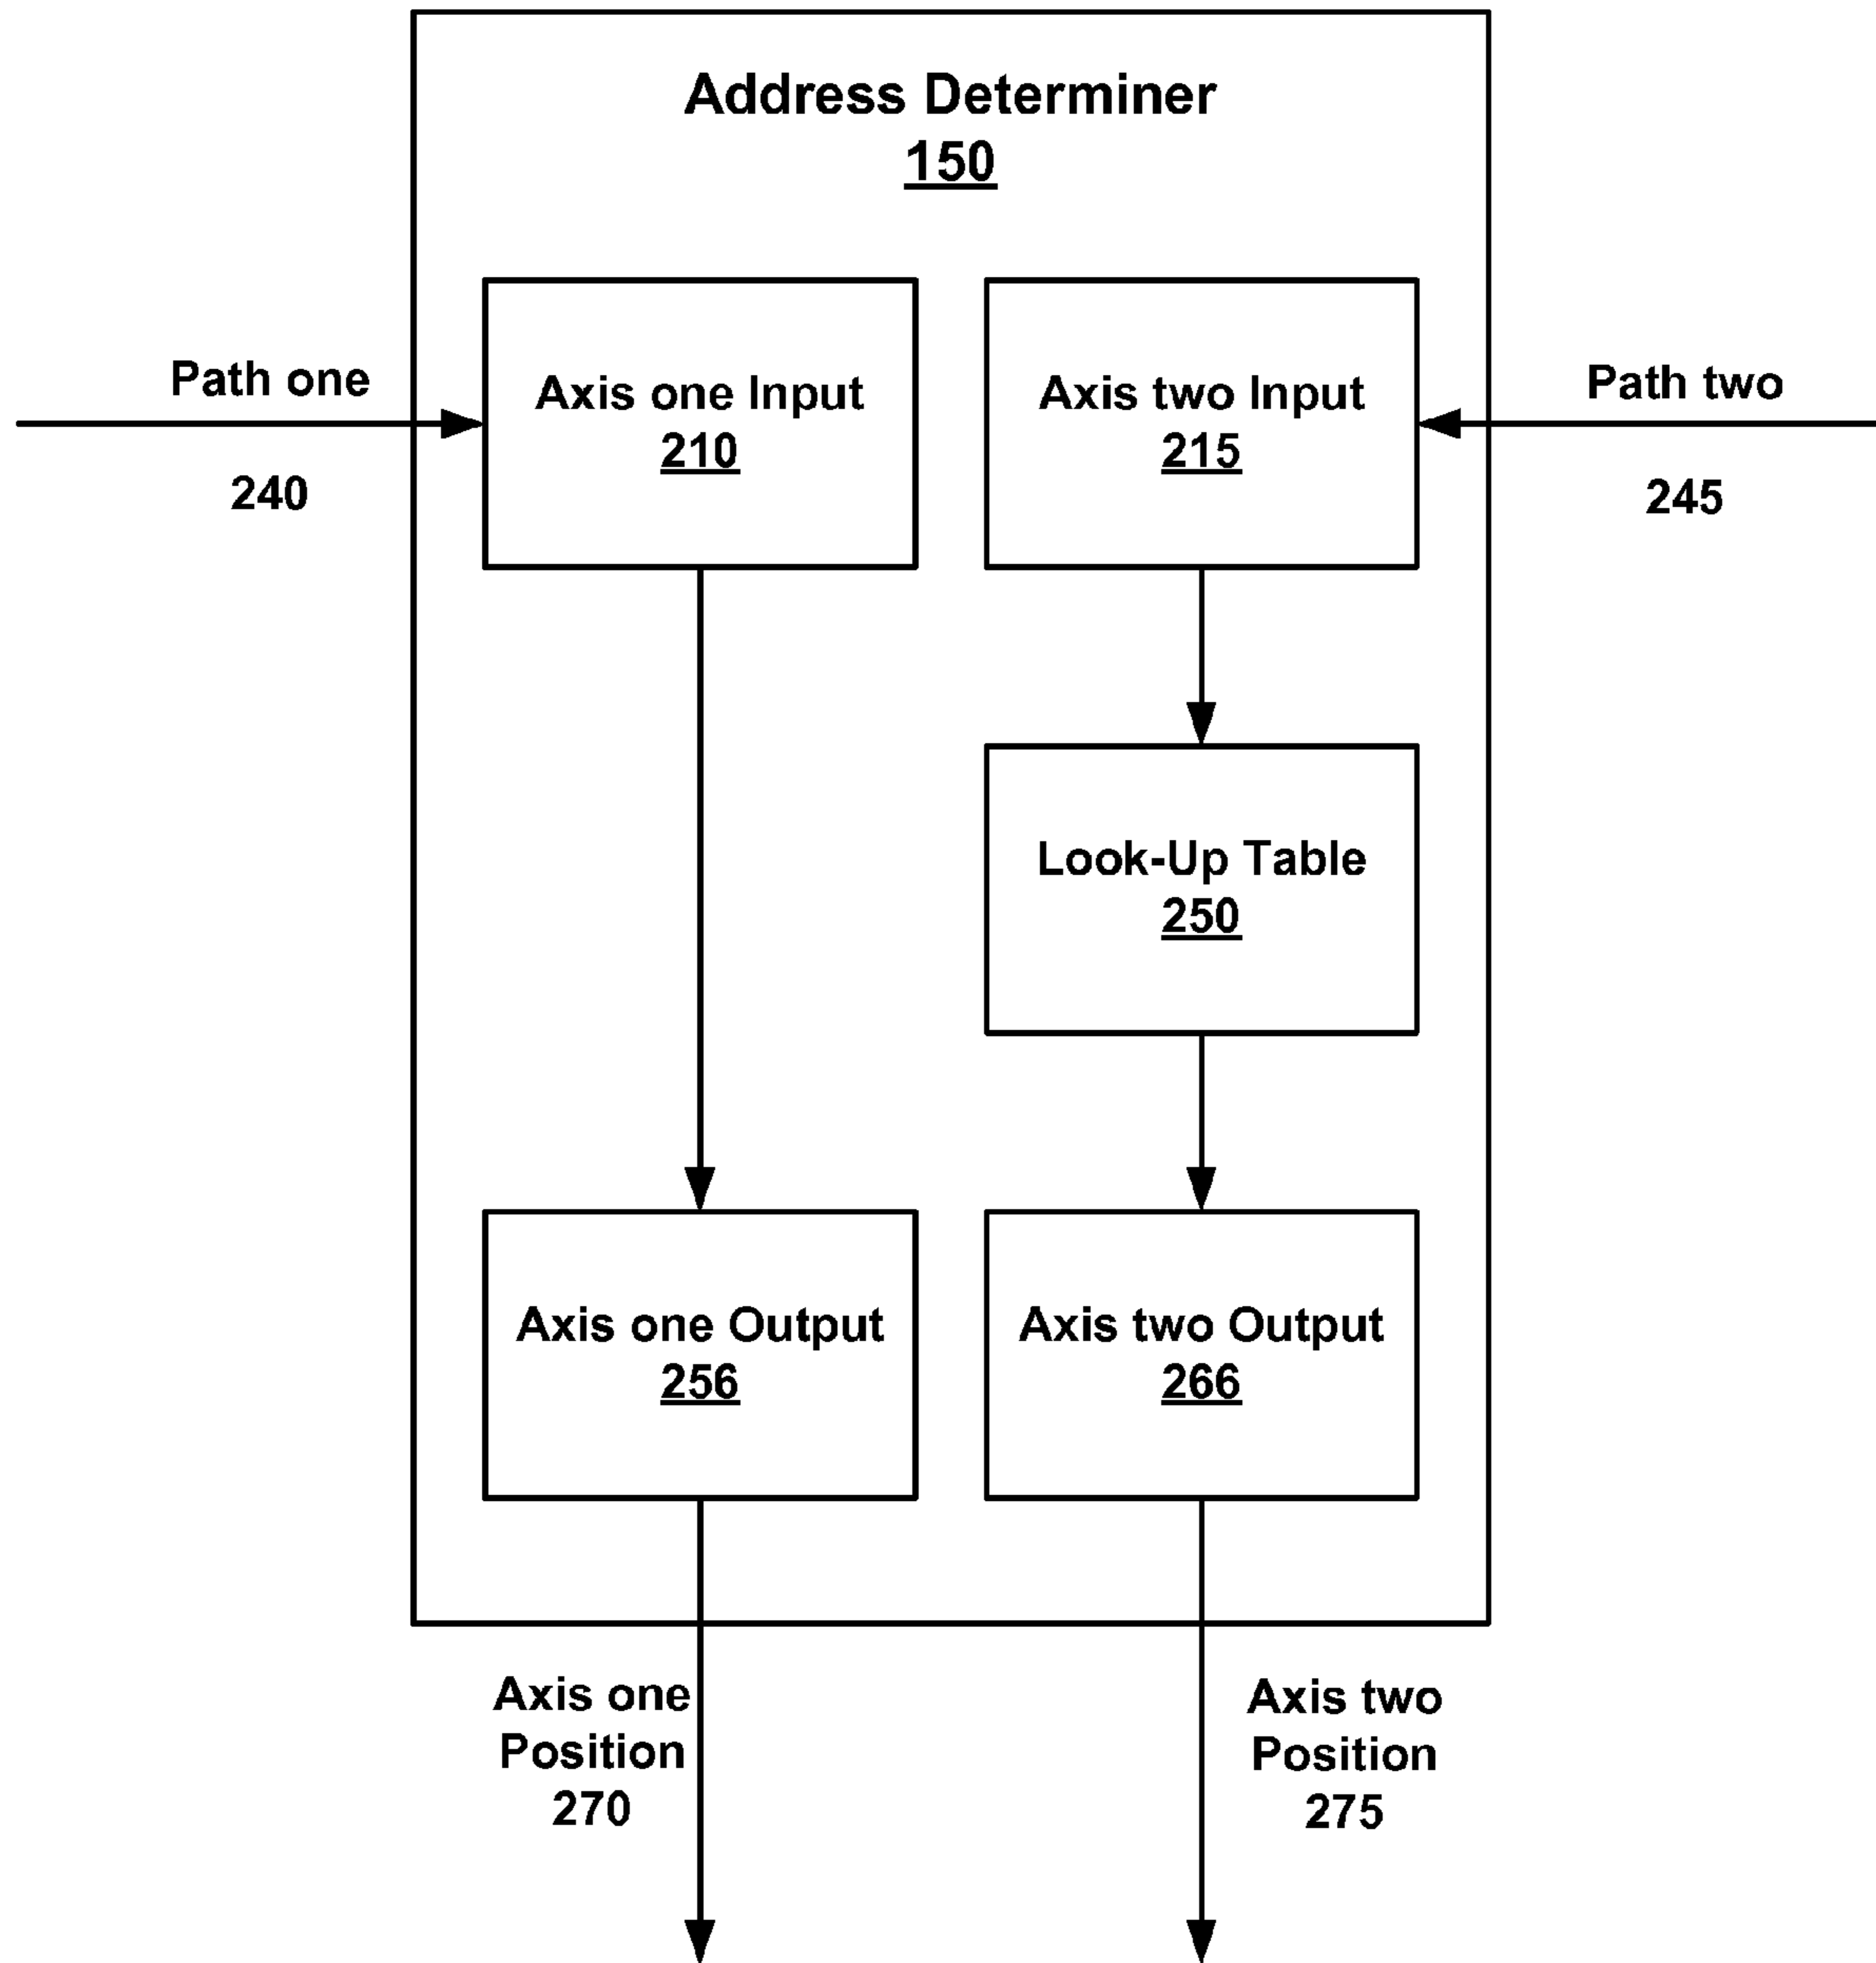 Address Determiner
150
Path one
240
Axis one Input
210
Axis two Input
215
Path two
245
Look-Up Table
250
Axis one Output
256
Axis two Output
266
Axis one
Position
270
Axis two
Position
275